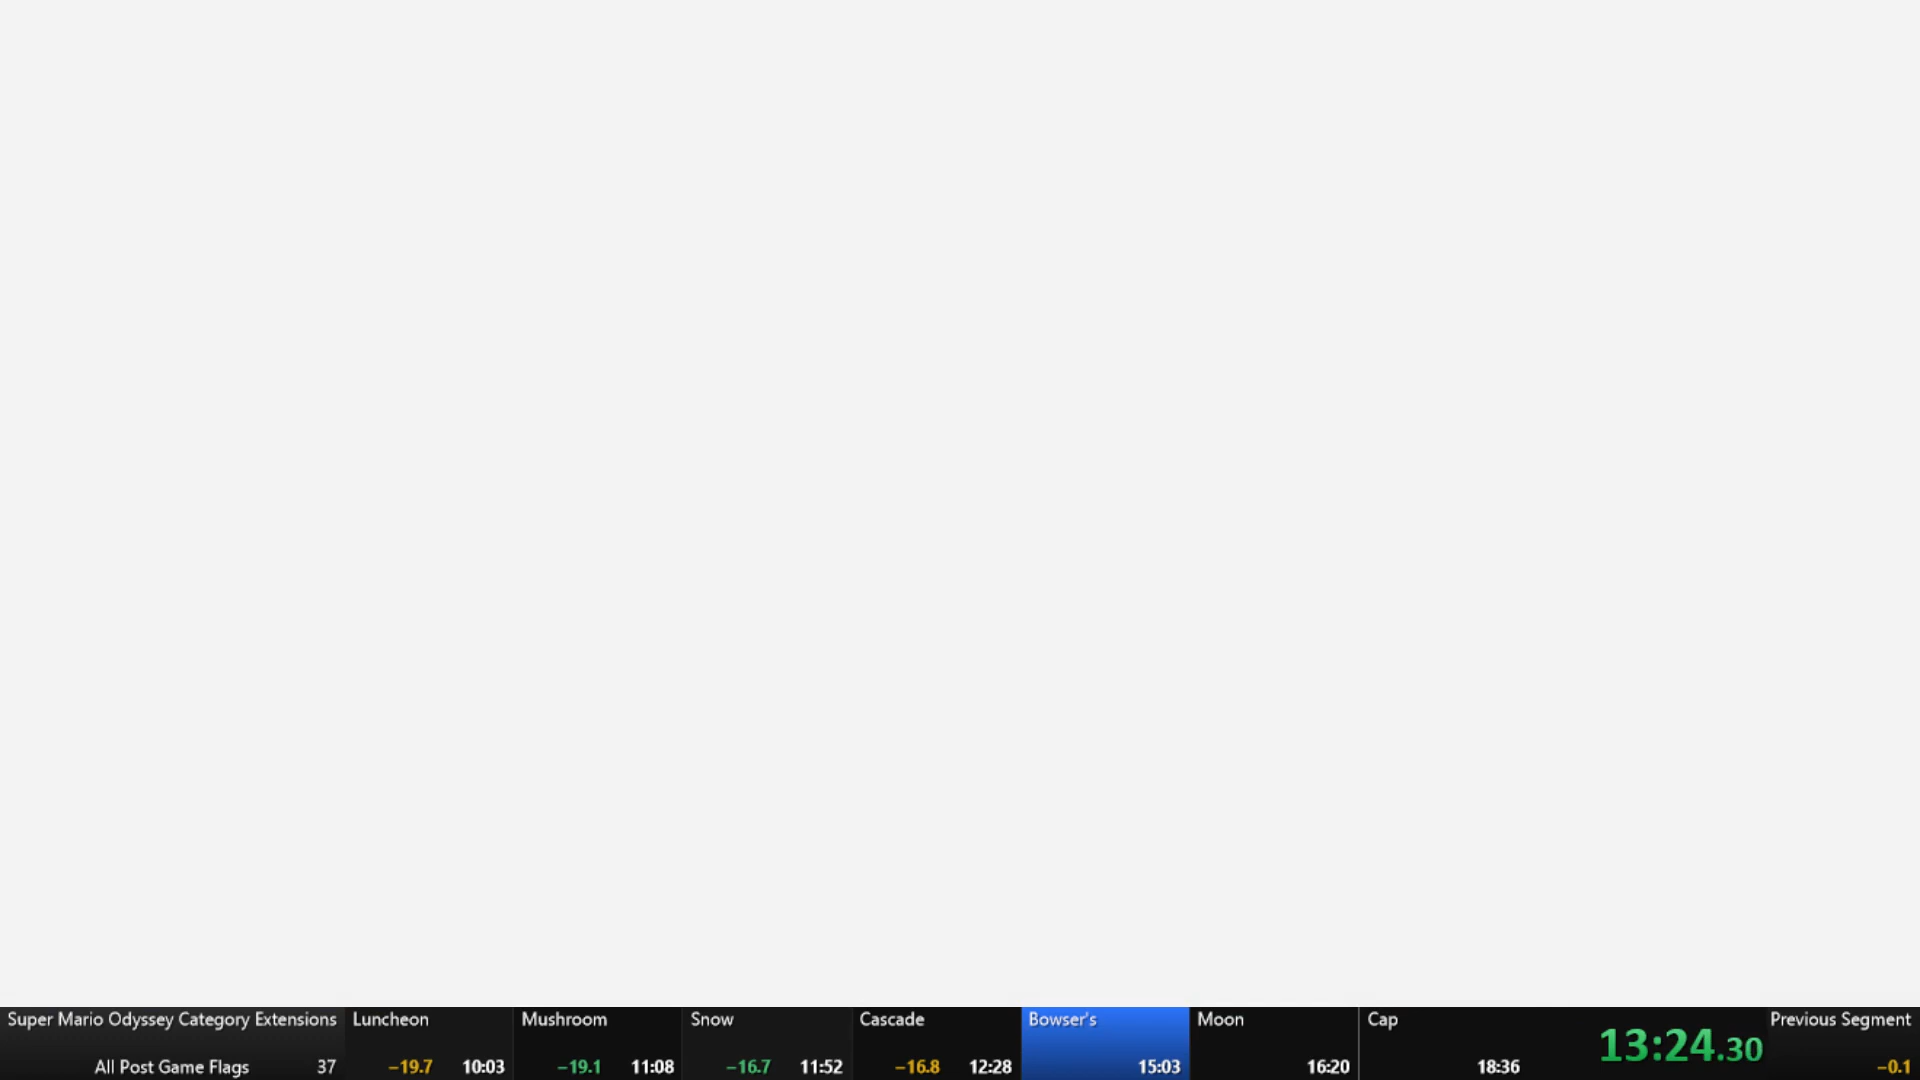 Super Mario Odyssey Category Extensions
All Post Game Flags 37
Luncheon
−19.7 10:03
Mushroom
−19.1 11:08
Snow
−16.7 11:52
Cascade
−16.8 12:28
Bowser's
15:03
Moon
16:20
Cap
18:36
13:24.30
Previous Segment
−0.1